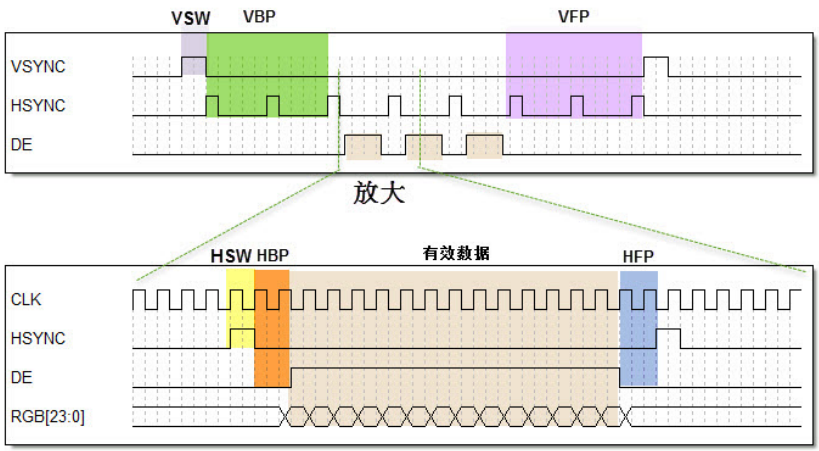 VSW VBP VFP
VSYNC
HSYNC
DE
放大
HSW HBP 有效数据 HFP
CLK
HSYNC
DE
RGB[23:0]